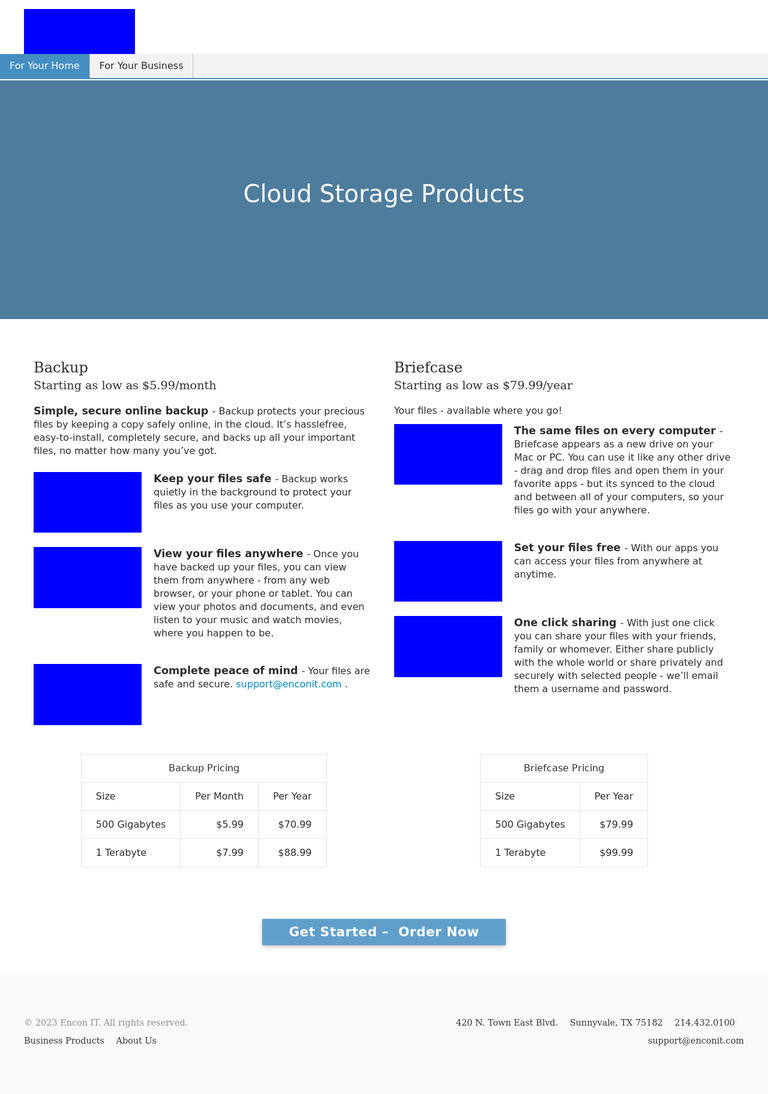 For Your Home
For Your Business
Cloud Storage Products
Backup
Starting as low as $5.99/month
Simple, secure online backup - Backup protects your precious
files by keeping a copy safely online, in the cloud. It’s hasslefree,
easy-to-install, completely secure, and backs up all your important
files, no matter how many you’ve got.
Keep your files safe - Backup works
quietly in the background to protect your
files as you use your computer.
View your files anywhere - Once you
have backed up your files, you can view
them from anywhere - from any web
browser, or your phone or tablet. You can
view your photos and documents, and even
listen to your music and watch movies,
where you happen to be.
Complete peace of mind - Your files are
safe and secure. support@enconit.com .
Briefcase
Starting as low as $79.99/year
Your files - available where you go!
The same files on every computer -
Briefcase appears as a new drive on your
Mac or PC. You can use it like any other drive
- drag and drop files and open them in your
favorite apps - but its synced to the cloud
and between all of your computers, so your
files go with your anywhere.
Set your files free - With our apps you
can access your files from anywhere at
anytime.
One click sharing - With just one click
you can share your files with your friends,
family or whomever. Either share publicly
with the whole world or share privately and
securely with selected people - we’ll email
them a username and password.
Backup Pricing
Size Per Month Per Year
500 Gigabytes $5.99 $70.99
1 Terabyte $7.99 $88.99
Briefcase Pricing
Size Per Year
500 Gigabytes $79.99
1 Terabyte $99.99
Get Started – Order Now
© 2023 Encon IT. All rights reserved.
Business Products About Us
420 N. Town East Blvd. Sunnyvale, TX 75182 214.432.0100
support@enconit.com